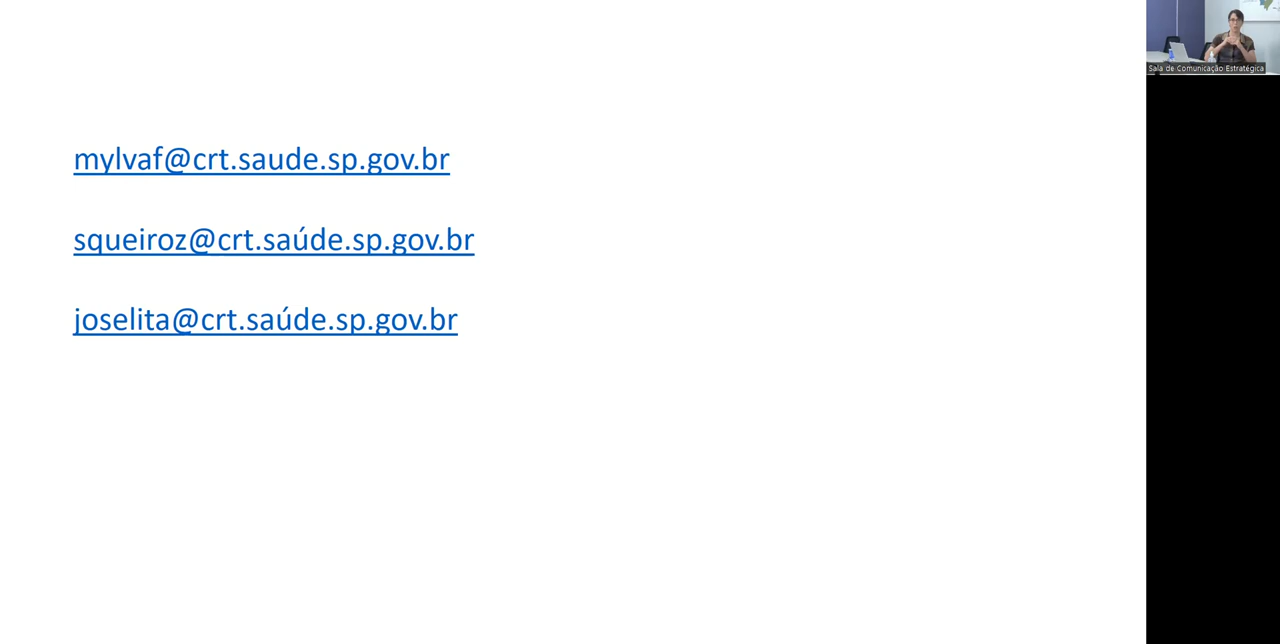 mylvaf@crt.saude.sp.gov.br
squeiroz@crt.saúde.sp.gov.br
joselita@crt.saúde.sp.gov.br
Sala de Comunicação Estratégica